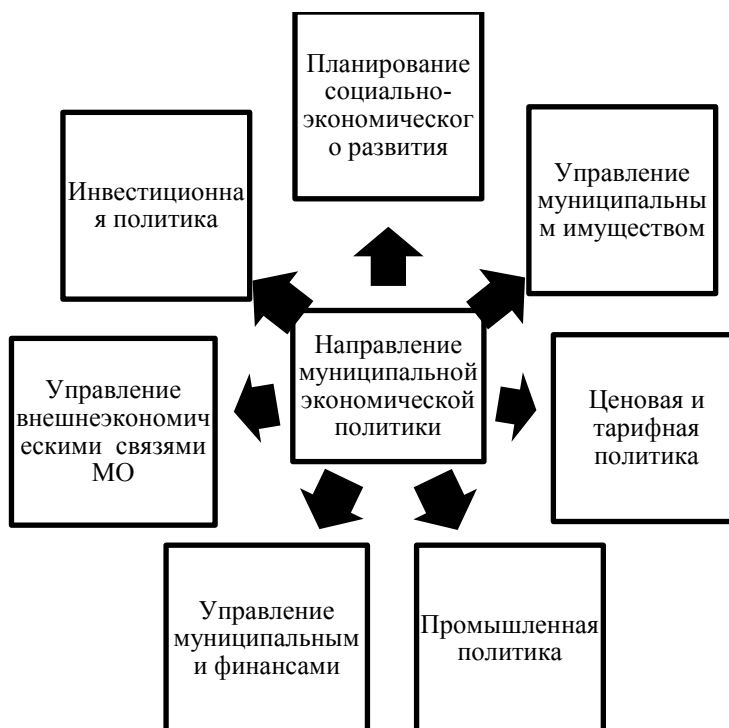 Планирование
социально-
экономическог
о развития
Инвестиционна
я политика
Управление
муниципальны
м имуществом
Направление
муниципальной
экономической
политики
Управление
внешнеэкономич
ескими связями
МО
Ценовая и
тарифная
политика
Управление
муниципальным
и финансами
Промышленная
политика